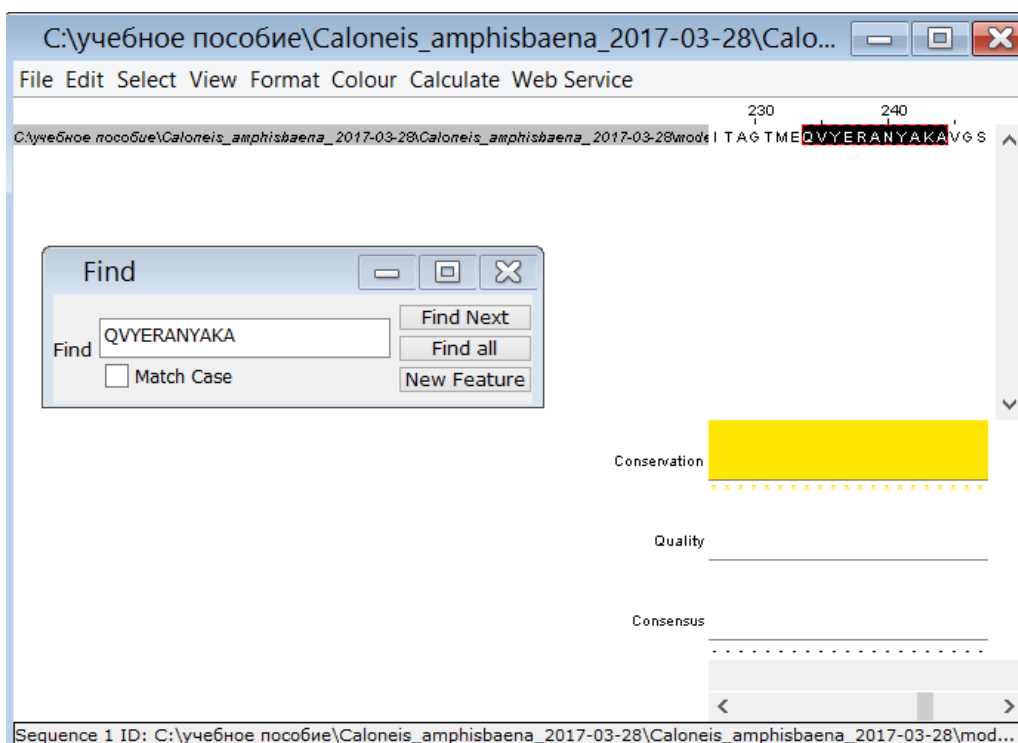 C:\учебное пособие\Caloneis_amphisbaena_2017-03-28\Calo...
File Edit Select View Format Colour Calculate Web Service
230 240
C:\учебное пособие\Caloneis_amphisbaena_2017-03-28\Caloneis_amphisbaena_2017-03-28\mode ITAGTMEQVYERANYAKAVGS
Find
Find QVYERANYAKA
Find Next
Find all
Match Case
New Feature
Conservation
Quality
Consensus
Sequence 1 ID: C:\учебное пособие\Caloneis_amphisbaena_2017-03-28\Caloneis_amphisbaena_2017-03-28\mod...